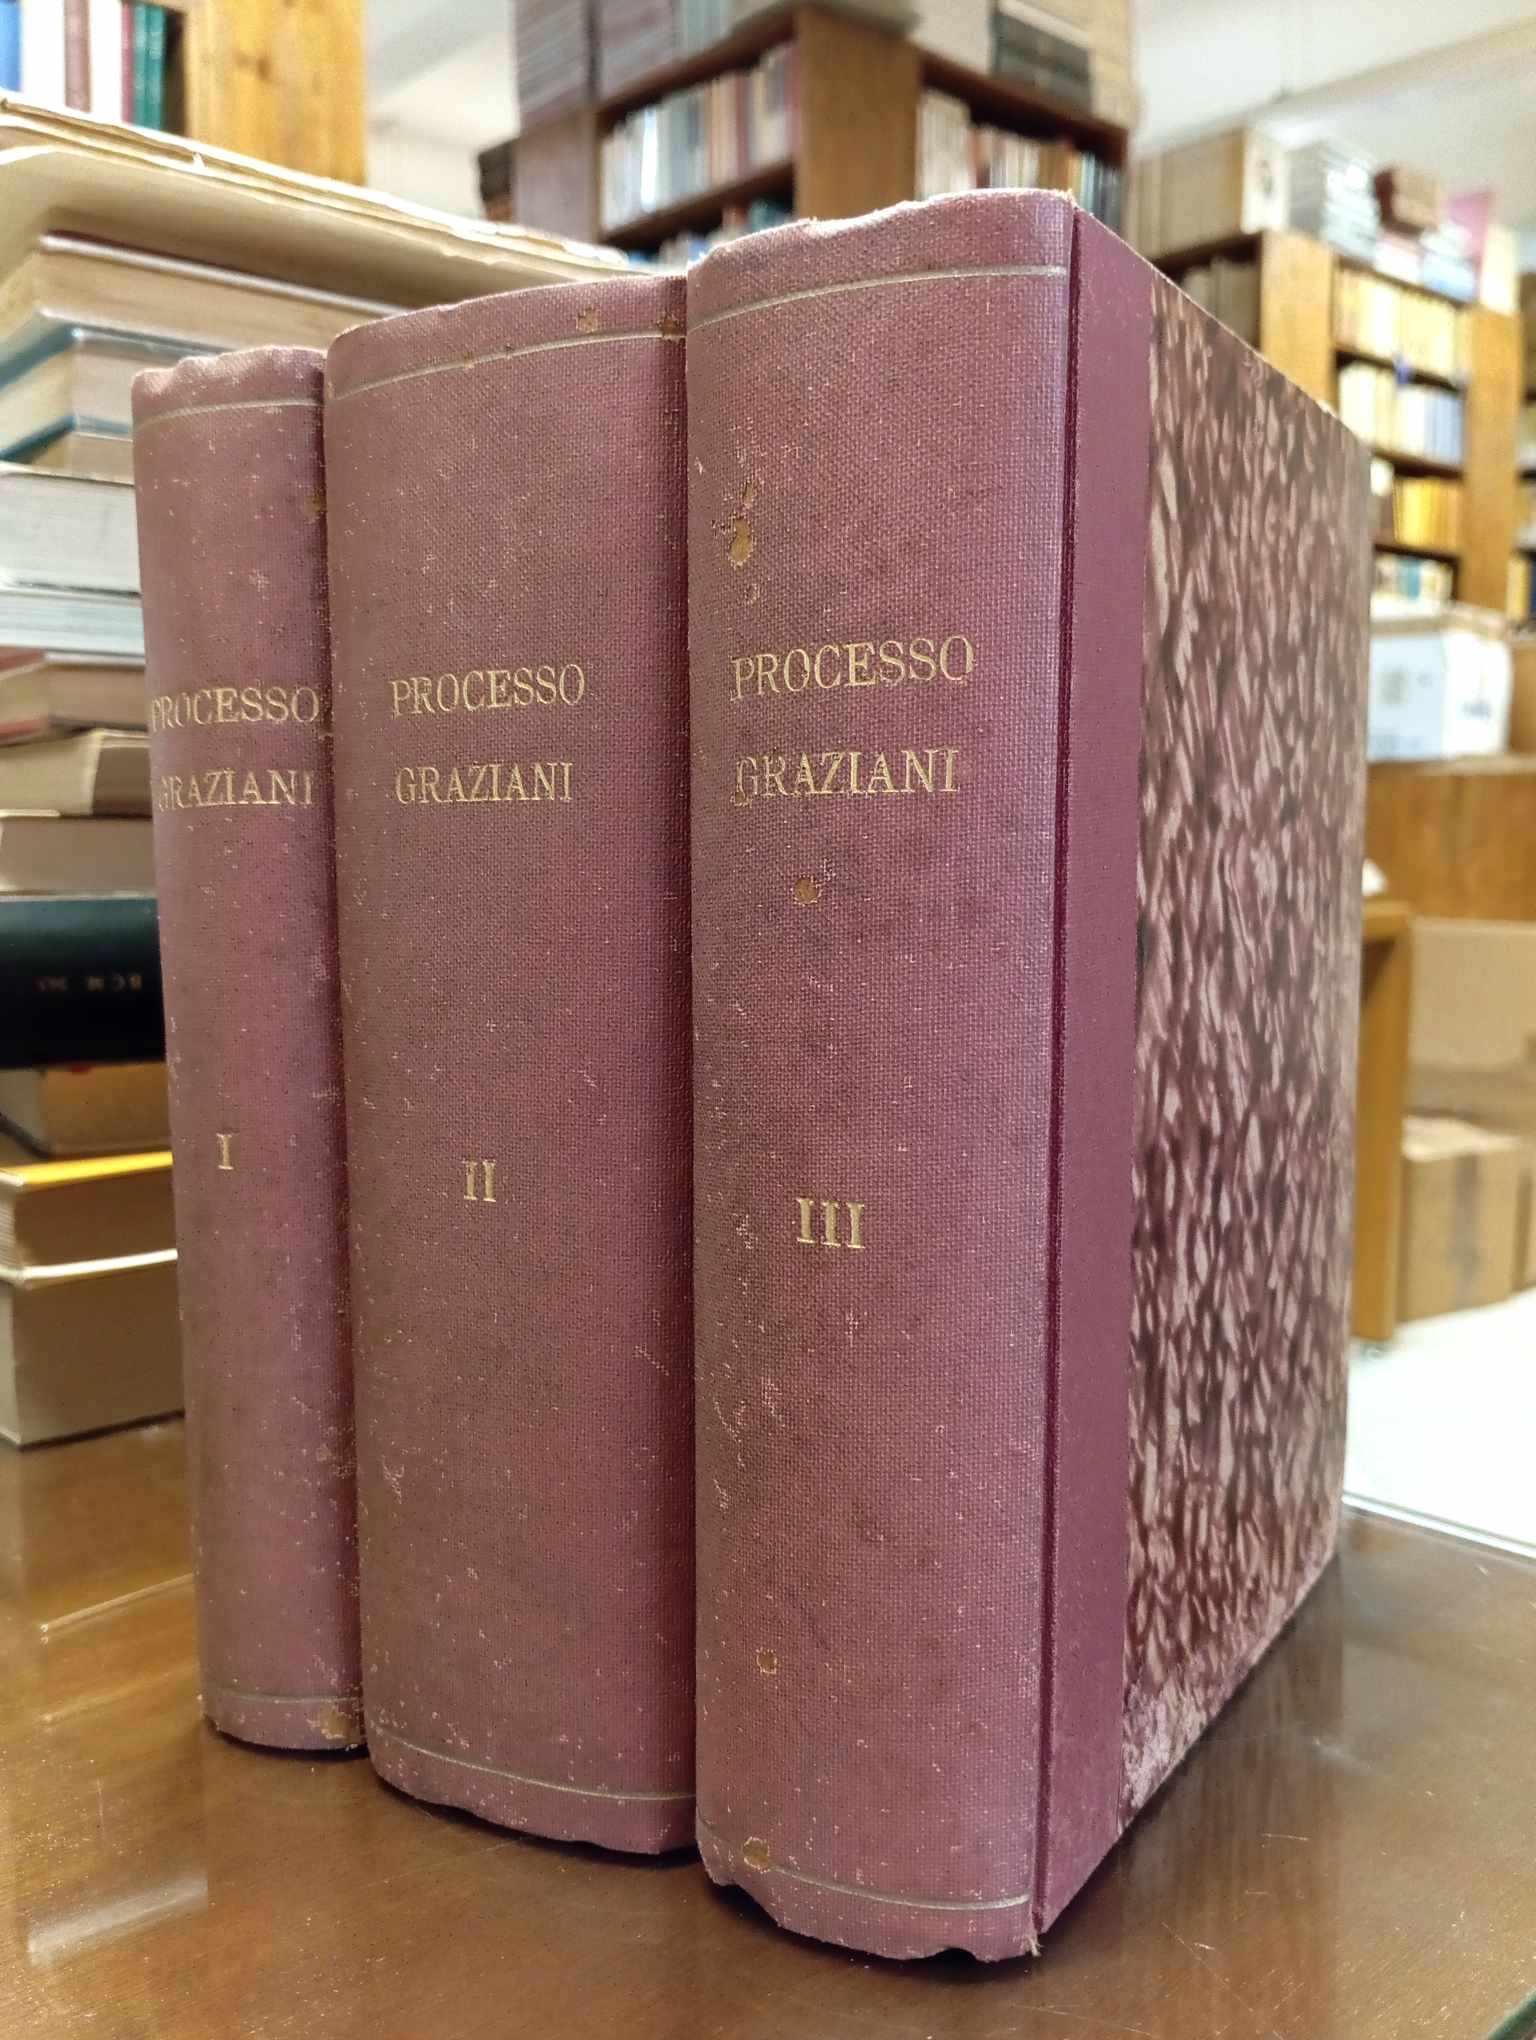 PROCESSO
GRAZIANI
I
PROCESSO
GRAZIANI
II
PROCESSO
GRAZIANI
III